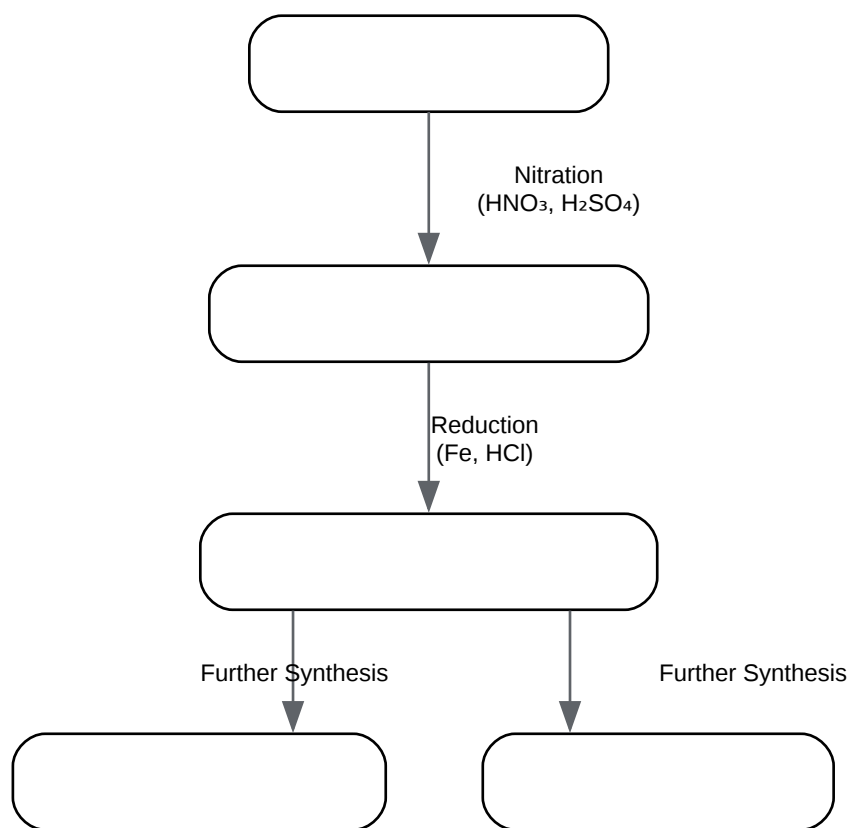 Nitration
(HNO₃, H₂SO₄)
Reduction
(Fe, HCl)
Further Synthesis
Further Synthesis